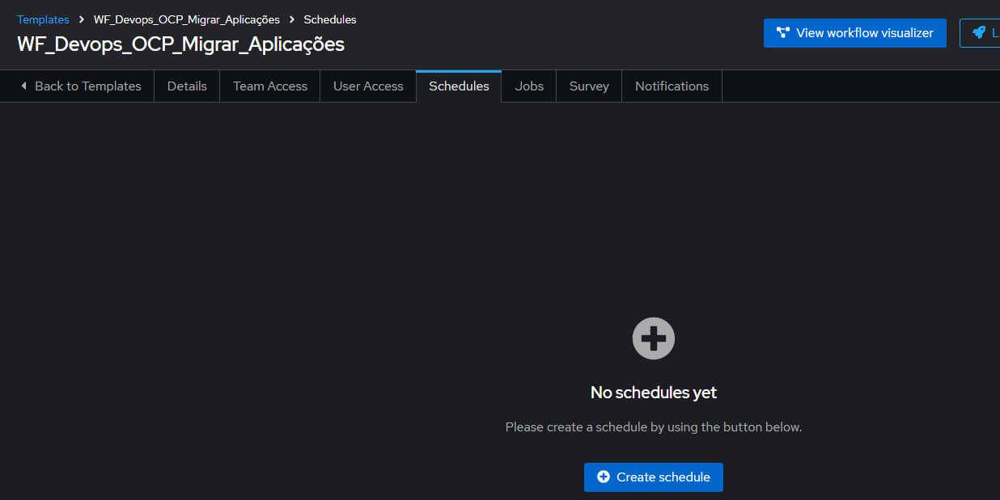 Templates > WF_Devops_OCP_Migrar_Aplicações > Schedules
WF_Devops_OCP_Migrar_Aplicações
View workflow visualizer
L
Back to Templates Details Team Access User Access Schedules Jobs Survey Notifications
No schedules yet
Please create a schedule by using the button below.
Create schedule